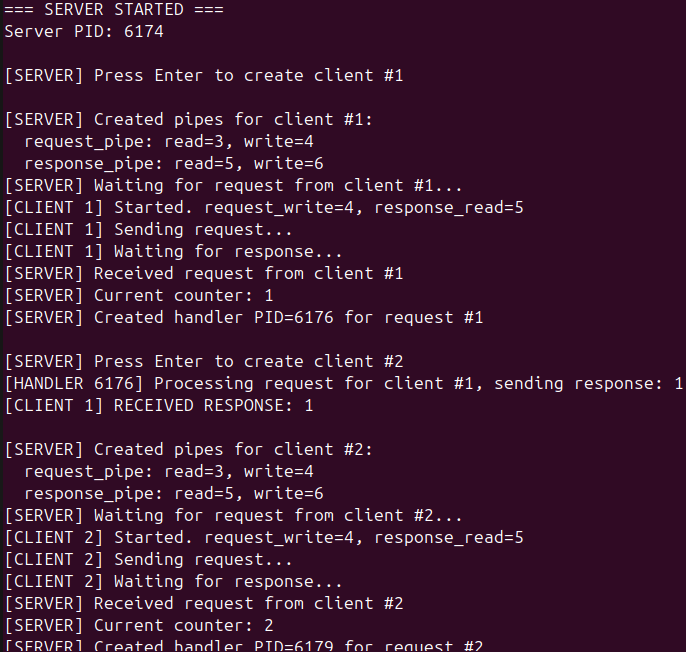 === SERVER STARTED ===
Server PID: 6174
[SERVER] Press Enter to create client #1
[SERVER] Created pipes for client #1:
request_pipe: read=3, write=4
response_pipe: read=5, write=6
[SERVER] Waiting for request from client #1...
[CLIENT 1] Started. request_write=4, response_read=5
[CLIENT 1] Sending request...
[CLIENT 1] Waiting for response...
[SERVER] Received request from client #1
[SERVER] Current counter: 1
[SERVER] Created handler PID=6176 for request #1
[SERVER] Press Enter to create client #2
[HANDLER 6176] Processing request for client #1, sending response: 1
[CLIENT 1] RECEIVED RESPONSE: 1
[SERVER] Created pipes for client #2:
request_pipe: read=3, write=4
response_pipe: read=5, write=6
[SERVER] Waiting for request from client #2...
[CLIENT 2] Started. request_write=4, response_read=5
[CLIENT 2] Sending request...
[CLIENT 2] Waiting for response...
[SERVER] Received request from client #2
[SERVER] Current counter: 2
[SERVER] Created handler PID=6179 for request #2